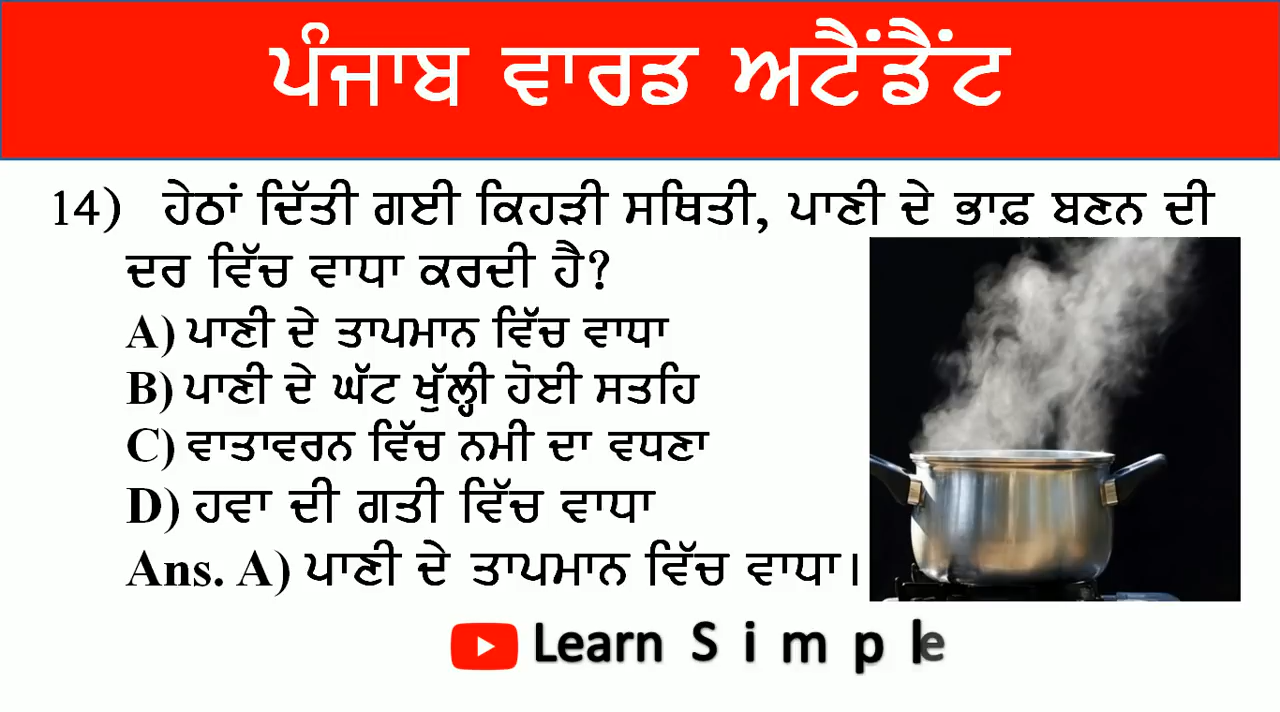 ਪੰਜਾਬ ਵਾਰਡ ਅਟੈਂਡੈਂਟ
14) ਹੇਠਾਂ ਦਿੱਤੀ ਗਈ ਕਿਹੜੀ ਸਥਿਤੀ, ਪਾਣੀ ਦੇ ਭਾਫ਼ ਬਣਨ ਦੀ
ਦਰ ਵਿੱਚ ਵਾਧਾ ਕਰਦੀ ਹੈ?
A) ਪਾਣੀ ਦੇ ਤਾਪਮਾਨ ਵਿੱਚ ਵਾਧਾ
B) ਪਾਣੀ ਦੇ ਘੱਟ ਖੁੱਲ੍ਹੀ ਹੋਈ ਸਤਹਿ
C) ਵਾਤਾਵਰਨ ਵਿੱਚ ਨਮੀ ਦਾ ਵਧਣਾ
D) ਹਵਾ ਦੀ ਗਤੀ ਵਿੱਚ ਵਾਧਾ
Ans. A) ਪਾਣੀ ਦੇ ਤਾਪਮਾਨ ਵਿੱਚ ਵਾਧਾ।
Learn Simple